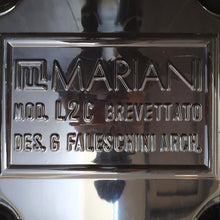 MARIANI
MOD. L2C BREVETTATO
DES. G FALESCHINI ARCH.